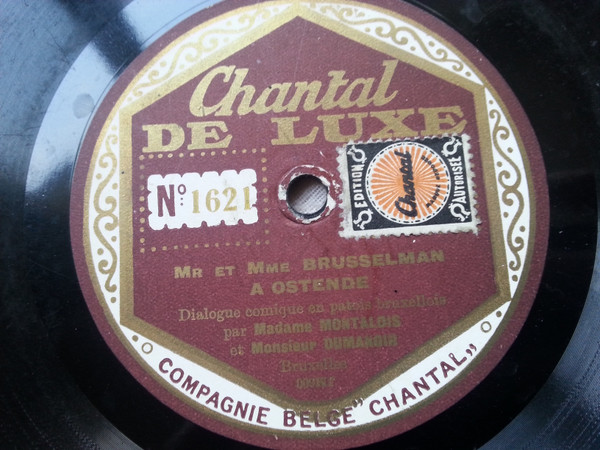 Chantal
DE LUXE
No: 1621
EDITION
Chantal
AUTORISÉE
MR ET MME BRUSSELMAN
A OSTENDE
Dialogue comique en patois bruxellois
par Madame MONTALOIS
et Monsieur DUMANOIR
Bruxelles
COMPAGNIE BELGE "CHANTAL"